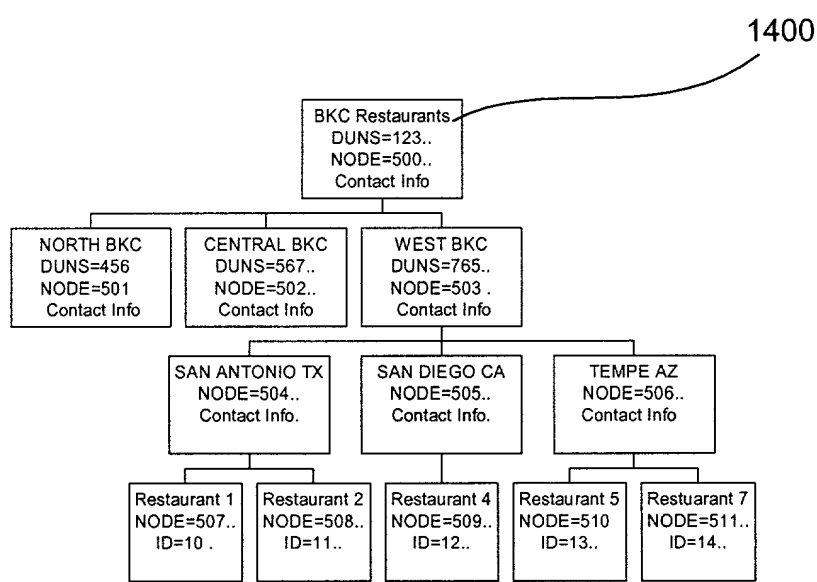 1400
BKC Restaurants
DUNS=123..
NODE=500..
Contact Info
NORTH BKC
DUNS=456
NODE=501
Contact Info
CENTRAL BKC
DUNS=567..
NODE=502..
Contact Info
WEST BKC
DUNS=765..
NODE=503 .
Contact Info
SAN ANTONIO TX
NODE=504..
Contact Info.
SAN DIEGO CA
NODE=505..
Contact Info.
TEMPE AZ
NODE=506..
Contact Info
Restaurant 1
NODE=507..
ID=10 .
Restaurant 2
NODE=508..
ID=11..
Restaurant 4
NODE=509..
ID=12..
Restaurant 5
NODE=510
ID=13..
Restuarant 7
NODE=511..
ID=14..